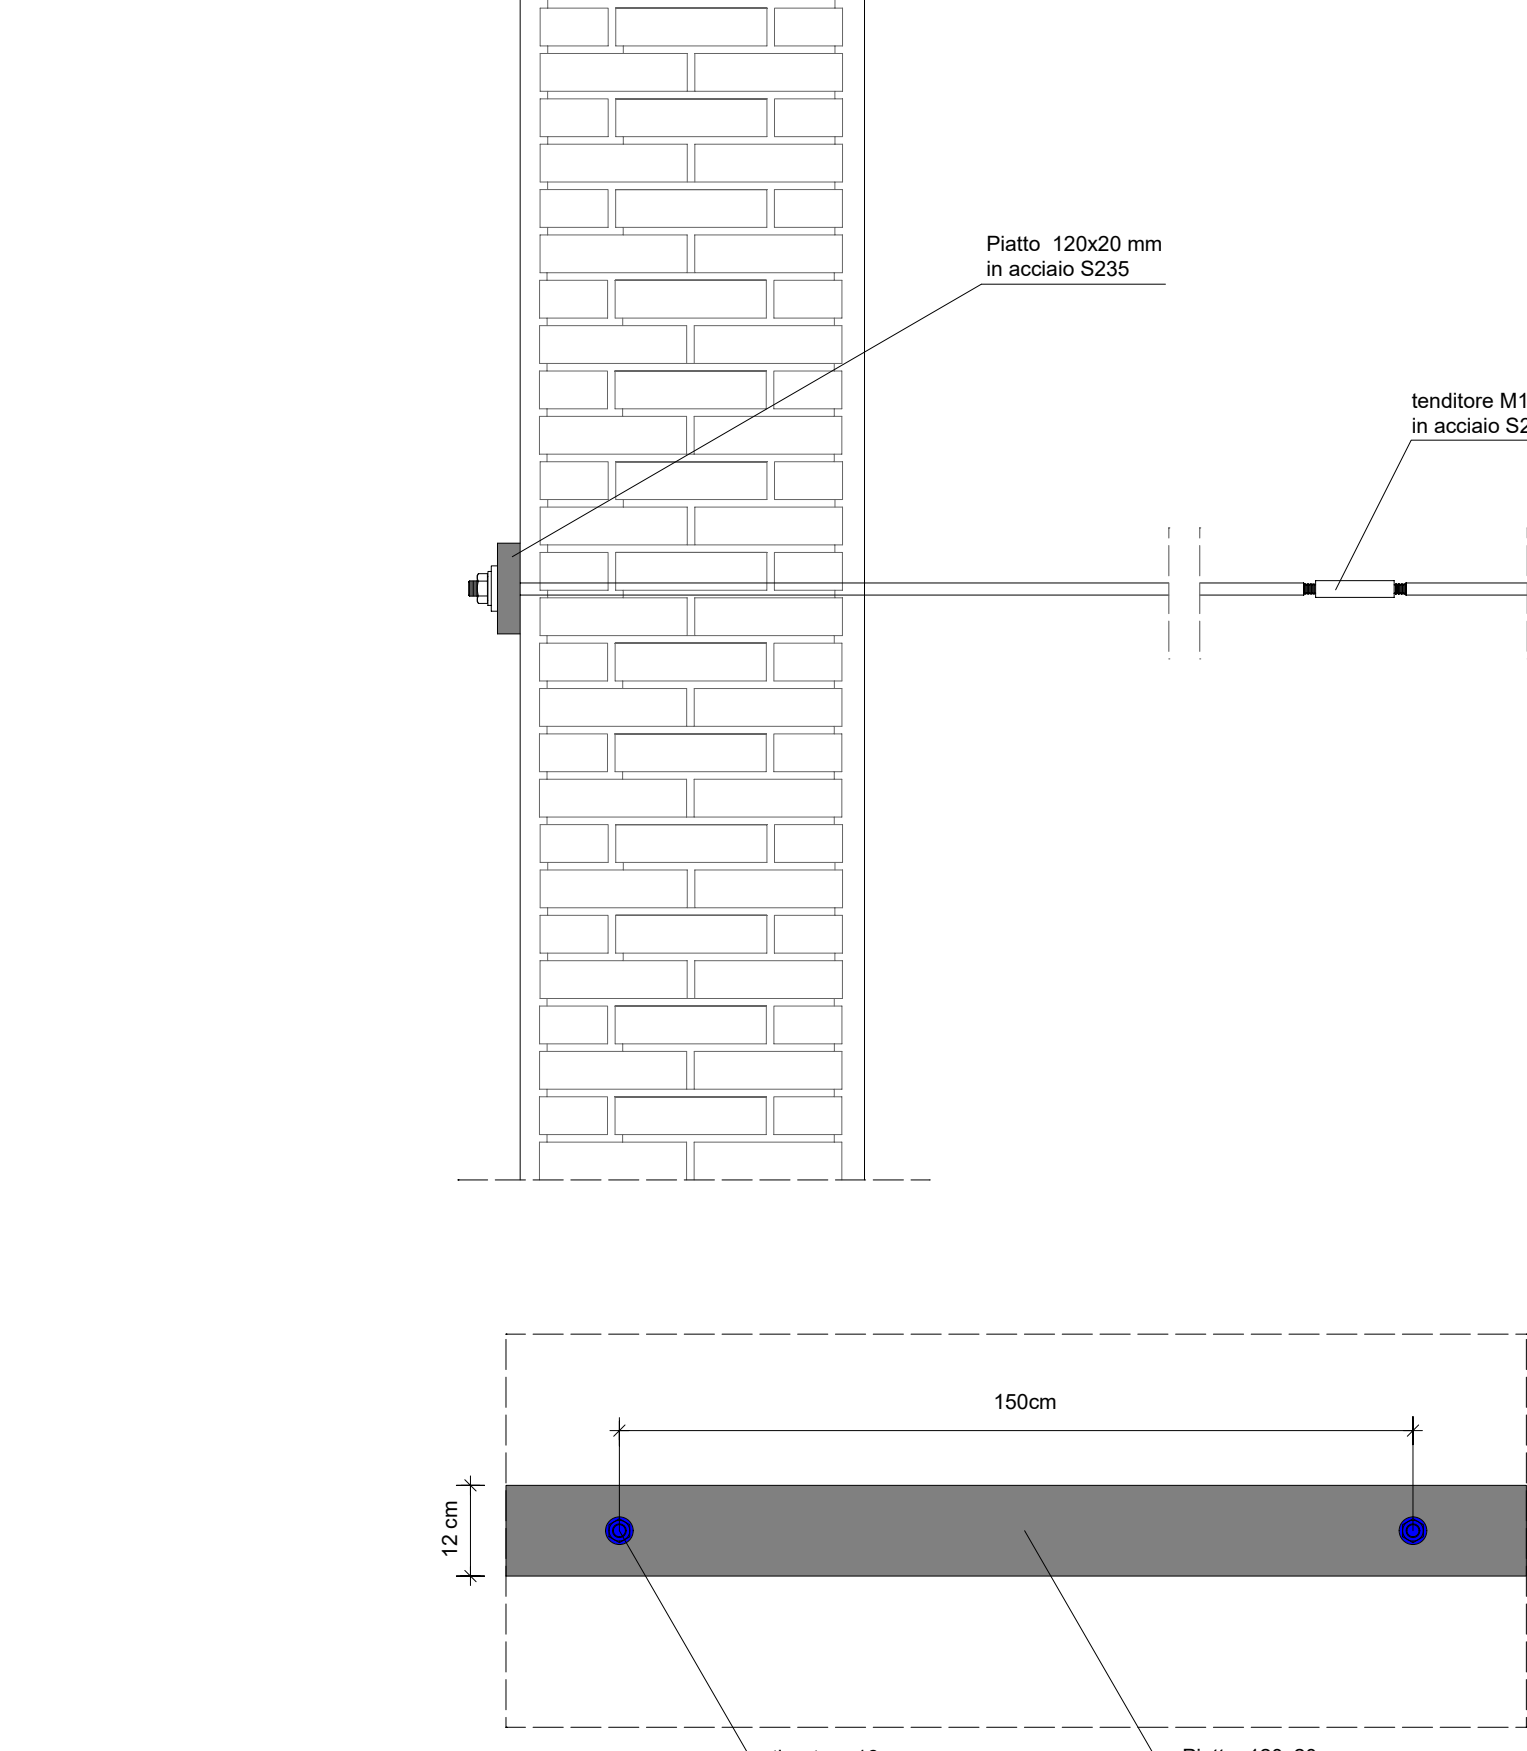 Piatto  120x20 mm
in acciaio S235
tenditore M1
in acciaio S2
150cm
12 cm